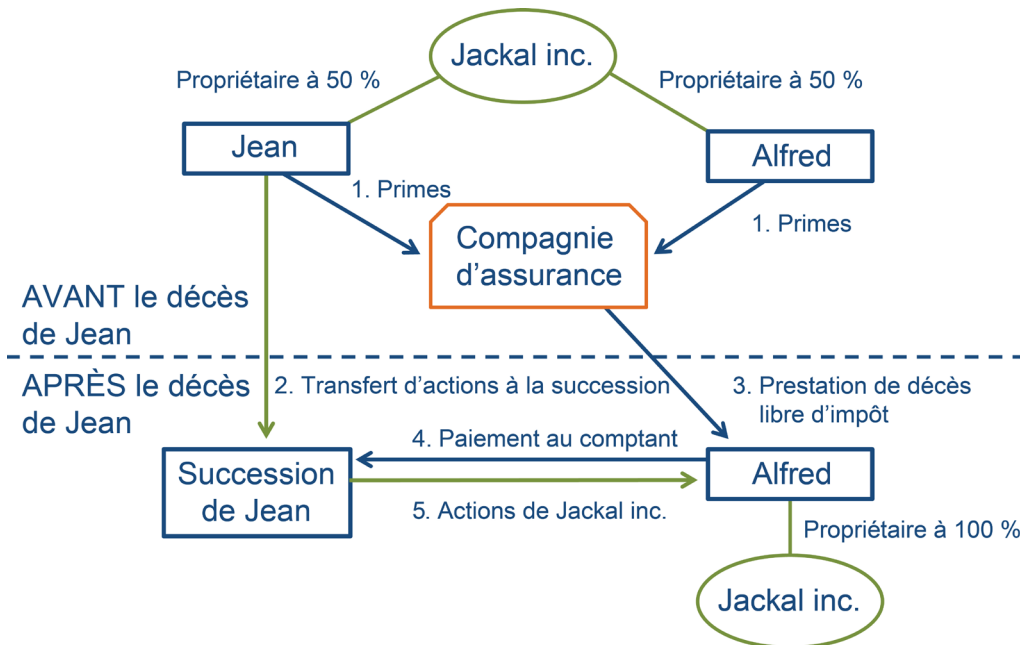 Jackal inc.
Propriétaire à 50 %
Propriétaire à 50 %
Jean
Alfred
1. Primes
1. Primes
Compagnie
d’assurance
AVANT le décès
de Jean
APRÈS le décès
de Jean
2. Transfert d’actions à la succession
3. Prestation de décès
libre d’impôt
4. Paiement au comptant
Succession
de Jean
Alfred
5. Actions de Jackal inc.
Propriétaire à 100 %
Jackal inc.